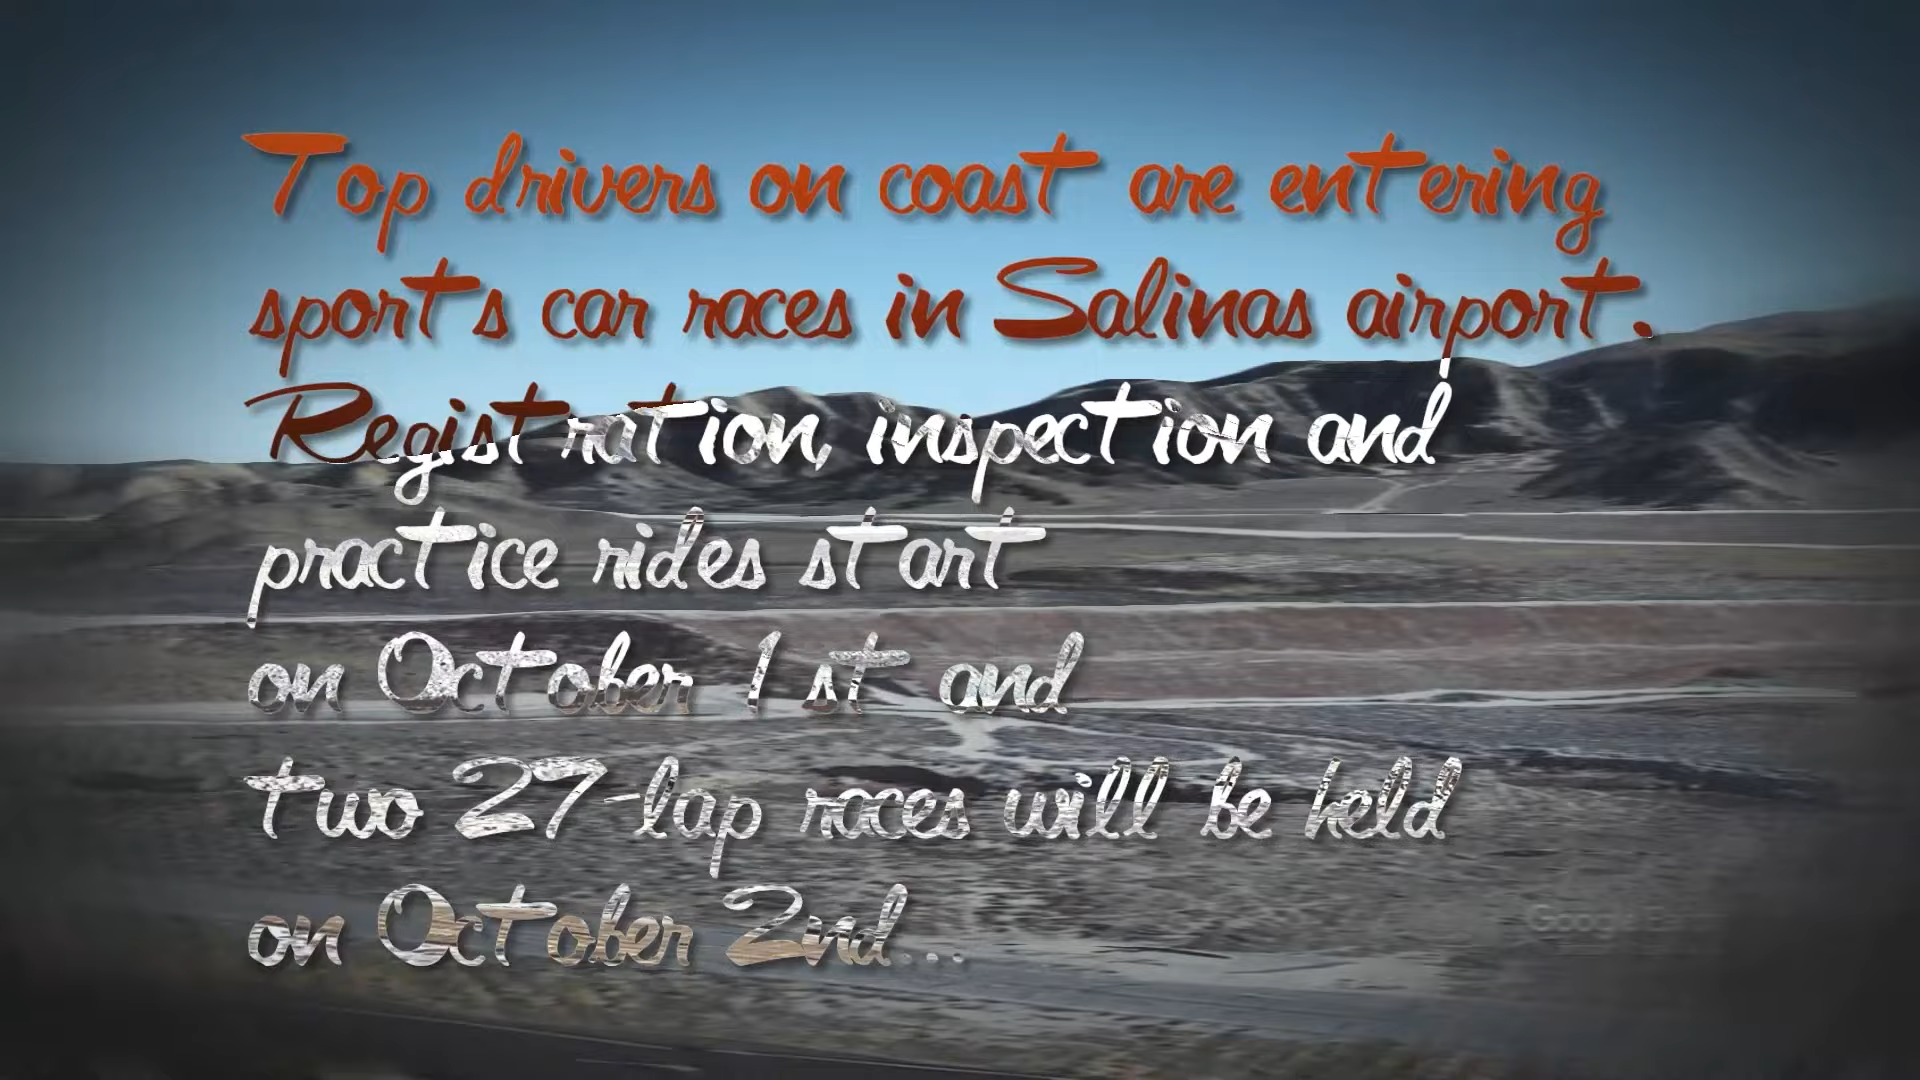 Top drivers on coast are entering
sports car races in Salinas airport.
Registration, inspection and
practice rides start
on October 1st and
two 27-lap races will be held
on October 2nd...
Google